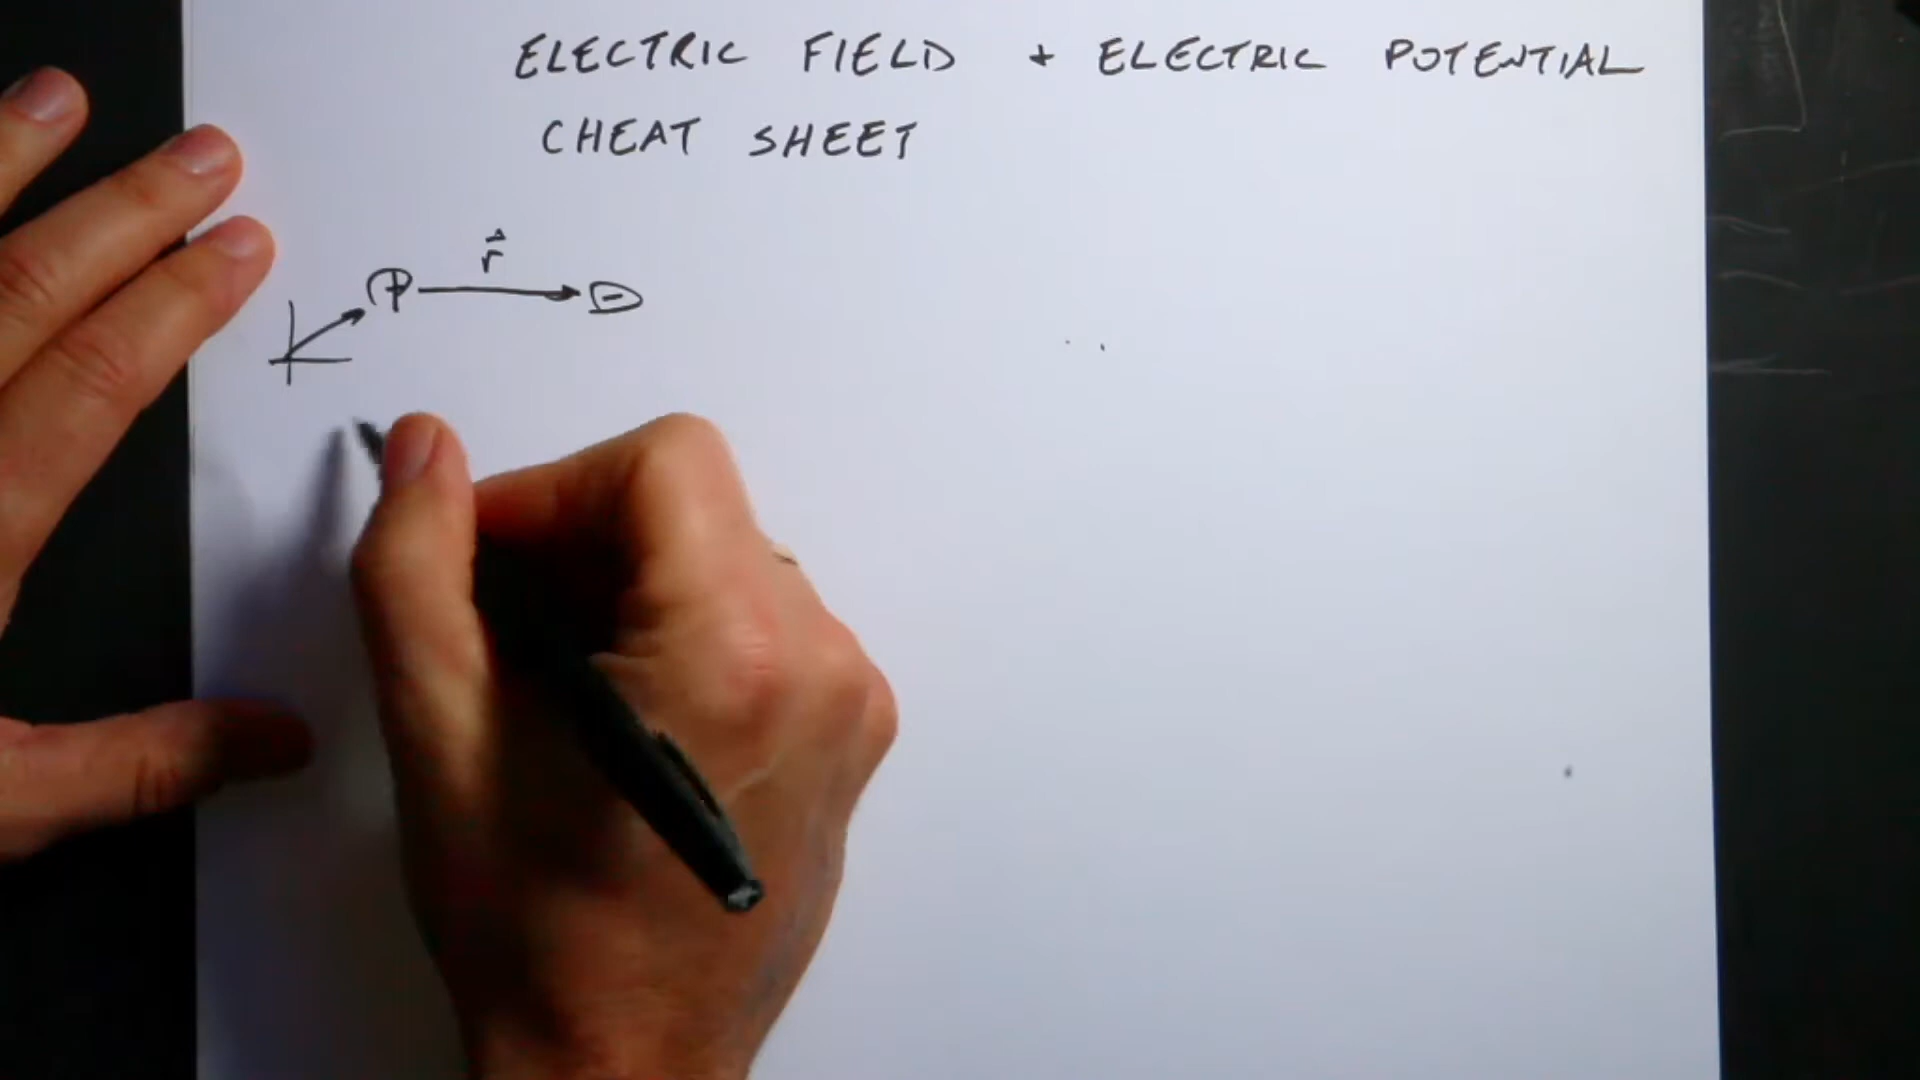 ELECTRIC FIELD + ELECTRIC POTENTIAL
CHEAT SHEET
r⃗
+
-